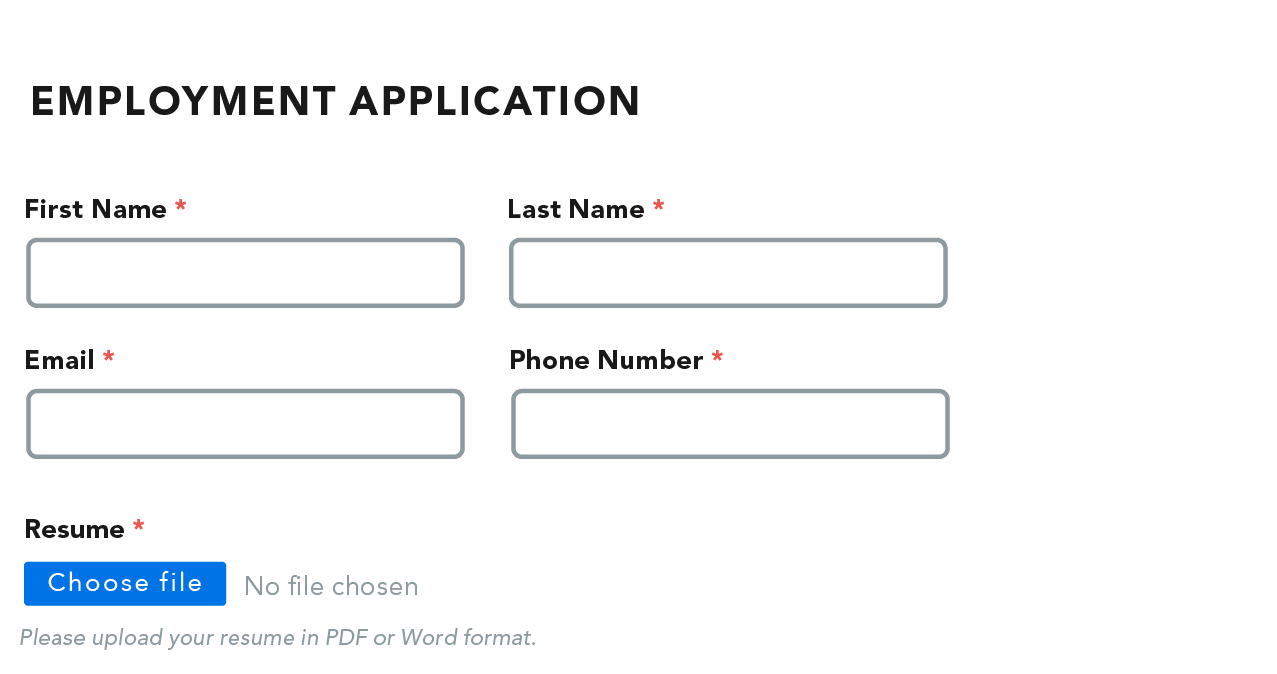 EMPLOYMENT APPLICATION
First Name * Last Name *
Email * Phone Number *
Resume *
Choose file No file chosen
Please upload your resume in PDF or Word format.